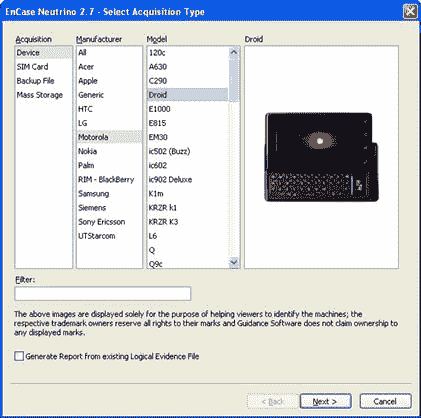 EnCase Neutrino 2.7 - Select Acquisition Type
Acquisition
Device
SIM Card
Backup File
Mass Storage
Manufacturer
All
Acer
Apple
Generic
HTC
LG
Motorola
Nokia
Palm
RIM - BlackBerry
Samsung
Siemens
Sony Ericsson
UTStarcom
Model
120c
A630
C290
Droid
E1000
E815
EM30
ic502 (Buzz)
ic602
ic902 Deluxe
K1m
KRZR k1
KRZR K3
L6
Q
Q9c
Droid
Filter:
The above images are displayed solely for the purpose of helping viewers to identify the machines; the
respective trademark owners reserve all rights to their marks and Guidance Software does not claim ownership to
any displayed marks.
Generate Report from existing Logical Evidence File
< Back
Next >
Cancel